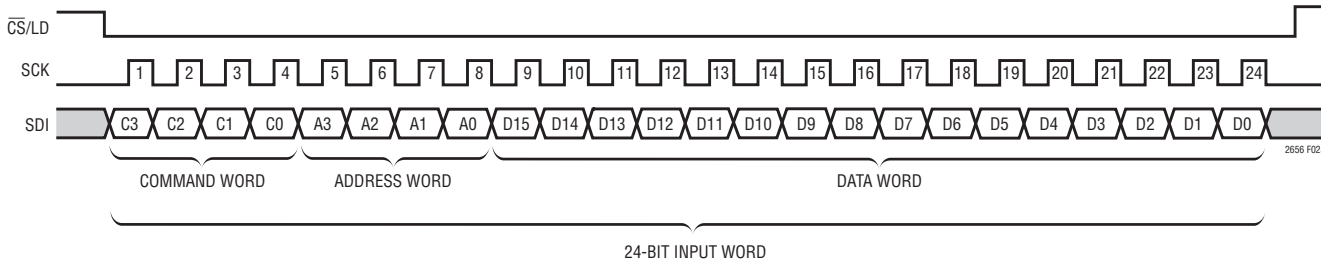 CS/LD
SCK 1 2 3 4 5 6 7 8 9 10 11 12 13 14 15 16 17 18 19 20 21 22 23 24
SDI C3 C2 C1 C0 A3 A2 A1 A0 D15 D14 D13 D12 D11 D10 D9 D8 D7 D6 D5 D4 D3 D2 D1 D0
2656 F02
COMMAND WORD ADDRESS WORD DATA WORD
24-BIT INPUT WORD